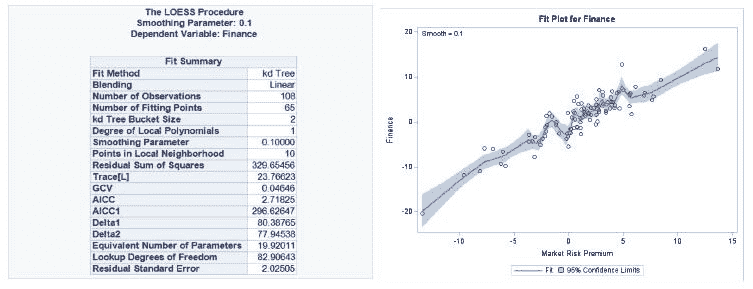 The LOESS Procedure
Smoothing Parameter: 0.1
Dependent Variable: Finance
Fit Summary
Fit Method kd Tree
Blending Linear
Number of Observations 108
Number of Fitting Points 65
kd Tree Bucket Size 2
Degree of Local Polynomials 1
Smoothing Parameter 0.10000
Points in Local Neighborhood 10
Residual Sum of Squares 329.65456
Trace[L] 23.76623
GCV 0.04646
AICC 2.71825
AICC1 296.62647
Delta1 80.38765
Delta2 77.94538
Equivalent Number of Parameters 19.92011
Lookup Degrees of Freedom 82.90643
Residual Standard Error 2.02505
Fit Plot for Finance
Smooth = 0.1
20
10
0
-10
-20
Finance
-10 -5 0 5 10 15
Market Risk Premium
Fit 95% Confidence Limits